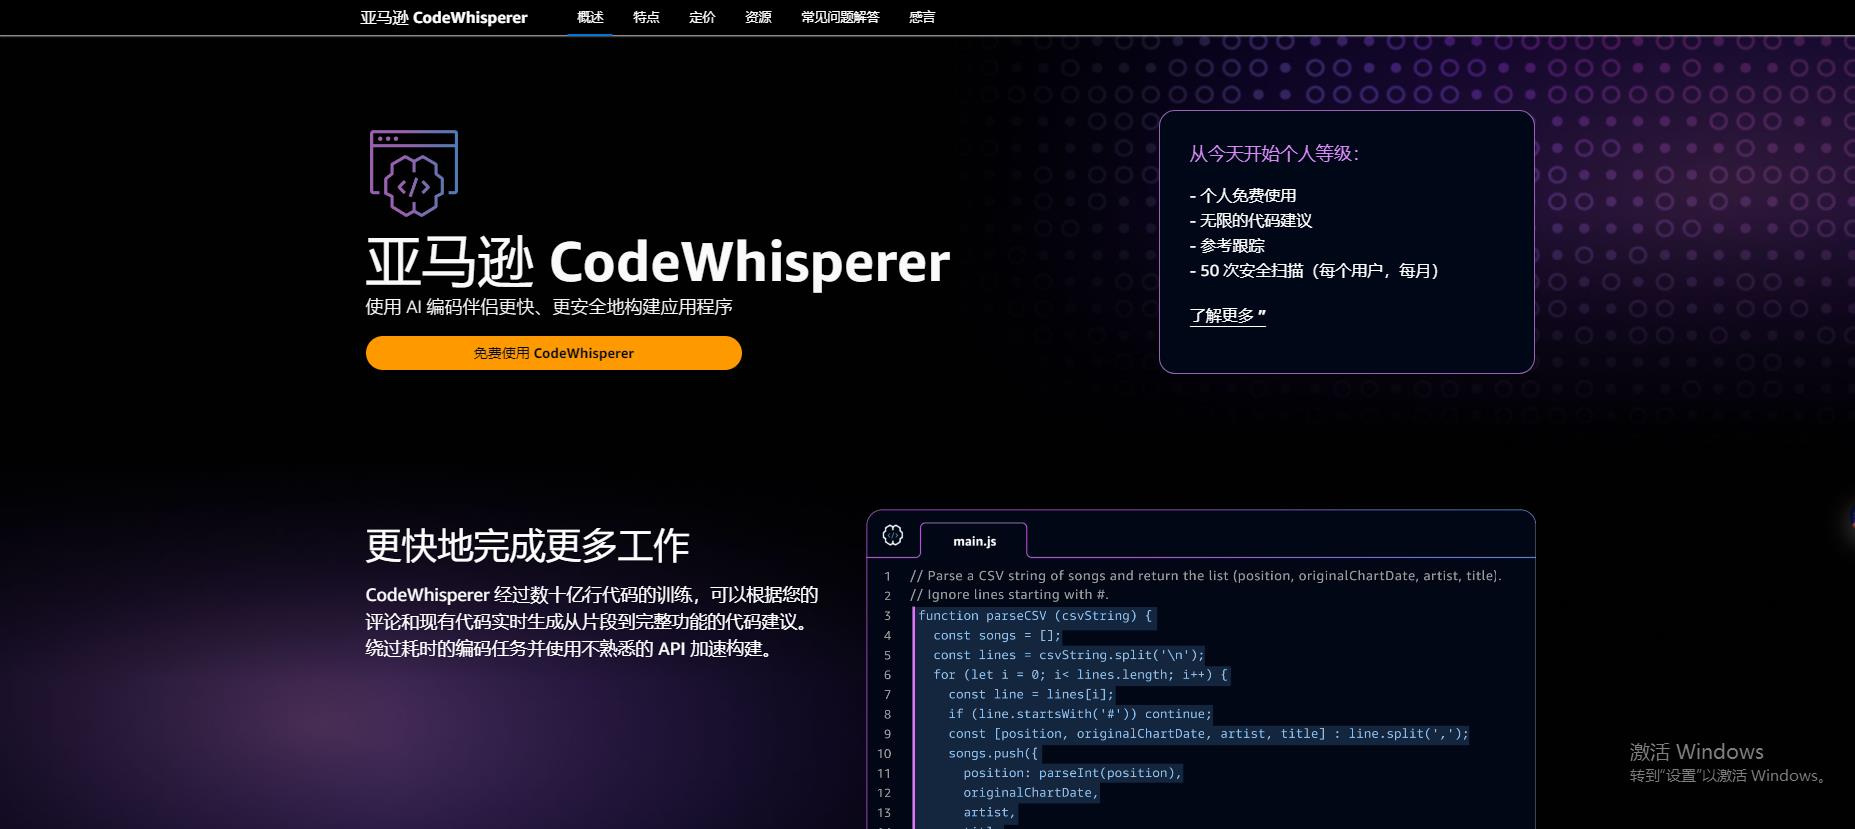 亚马逊 CodeWhisperer 概述 特点 定价 资源 常见问题解答 感言
亚马逊 CodeWhisperer
使用 AI 编码伴侣更快、更安全地构建应用程序
免费使用 CodeWhisperer
从今天开始个人等级：
- 个人免费使用
- 无限的代码建议
- 参考跟踪
- 50 次安全扫描（每个用户，每月）
了解更多 ”
更快地完成更多工作
CodeWhisperer 经过数十亿行代码的训练，可以根据您的
评论和现有代码实时生成从片段到完整功能的代码建议。
绕过耗时的编码任务并使用不熟悉的 API 加速构建。
main.js
1 // Parse a CSV string of songs and return the list (position, originalChartDate, artist, title).
2 // Ignore lines starting with #.
3 function parseCSV (csvString) {
4 const songs = [];
5 const lines = csvString.split('\n');
6 for (let i = 0; i< lines.length; i++) {
7 const line = lines[i];
8 if (line.startsWith('#')) continue;
9 const [position, originalChartDate, artist, title] : line.split(',');
10 songs.push({
11 position: parseInt(position),
12 originalChartDate,
13 artist,
激活 Windows
转到“设置”以激活 Windows。